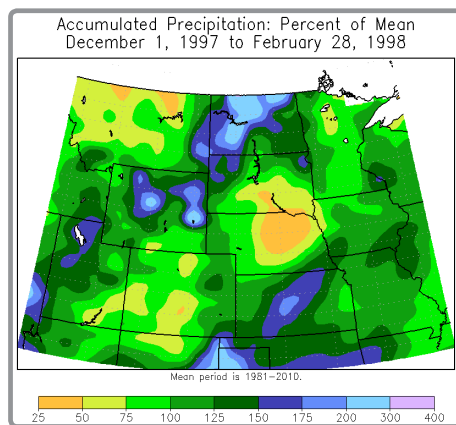 Accumulated Precipitation: Percent of Mean
December 1, 1997 to February 28, 1998
Mean period is 1981-2010.
25 50 75 100 125 150 175 200 300 400